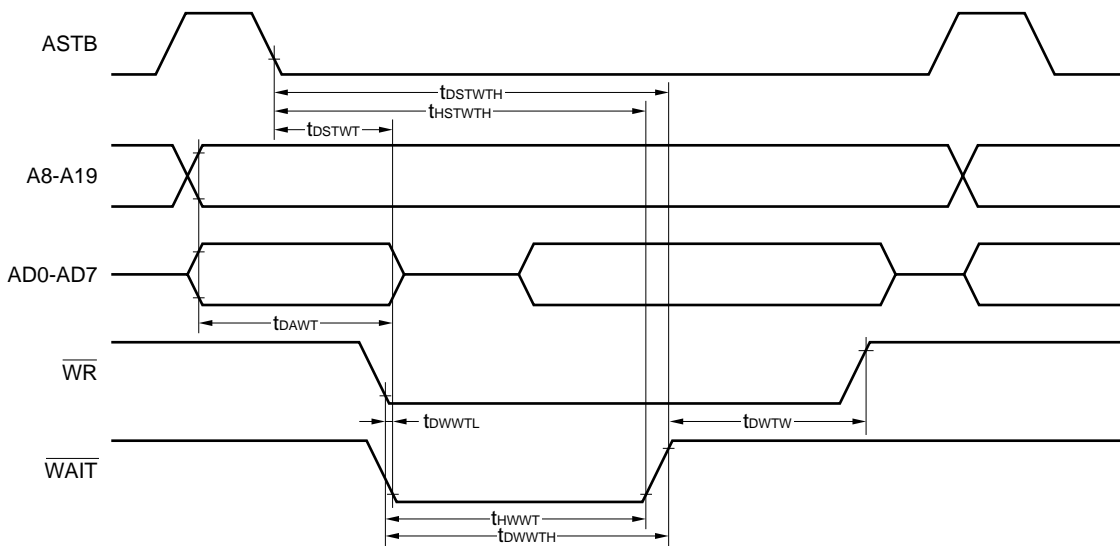 ASTB
tDSTWTH
tHSTWTH
tDSTWT
A8-A19
AD0-AD7
tDAWT
WR
tDWWTL
tDWTW
WAIT
tHWWT
tDWWTH